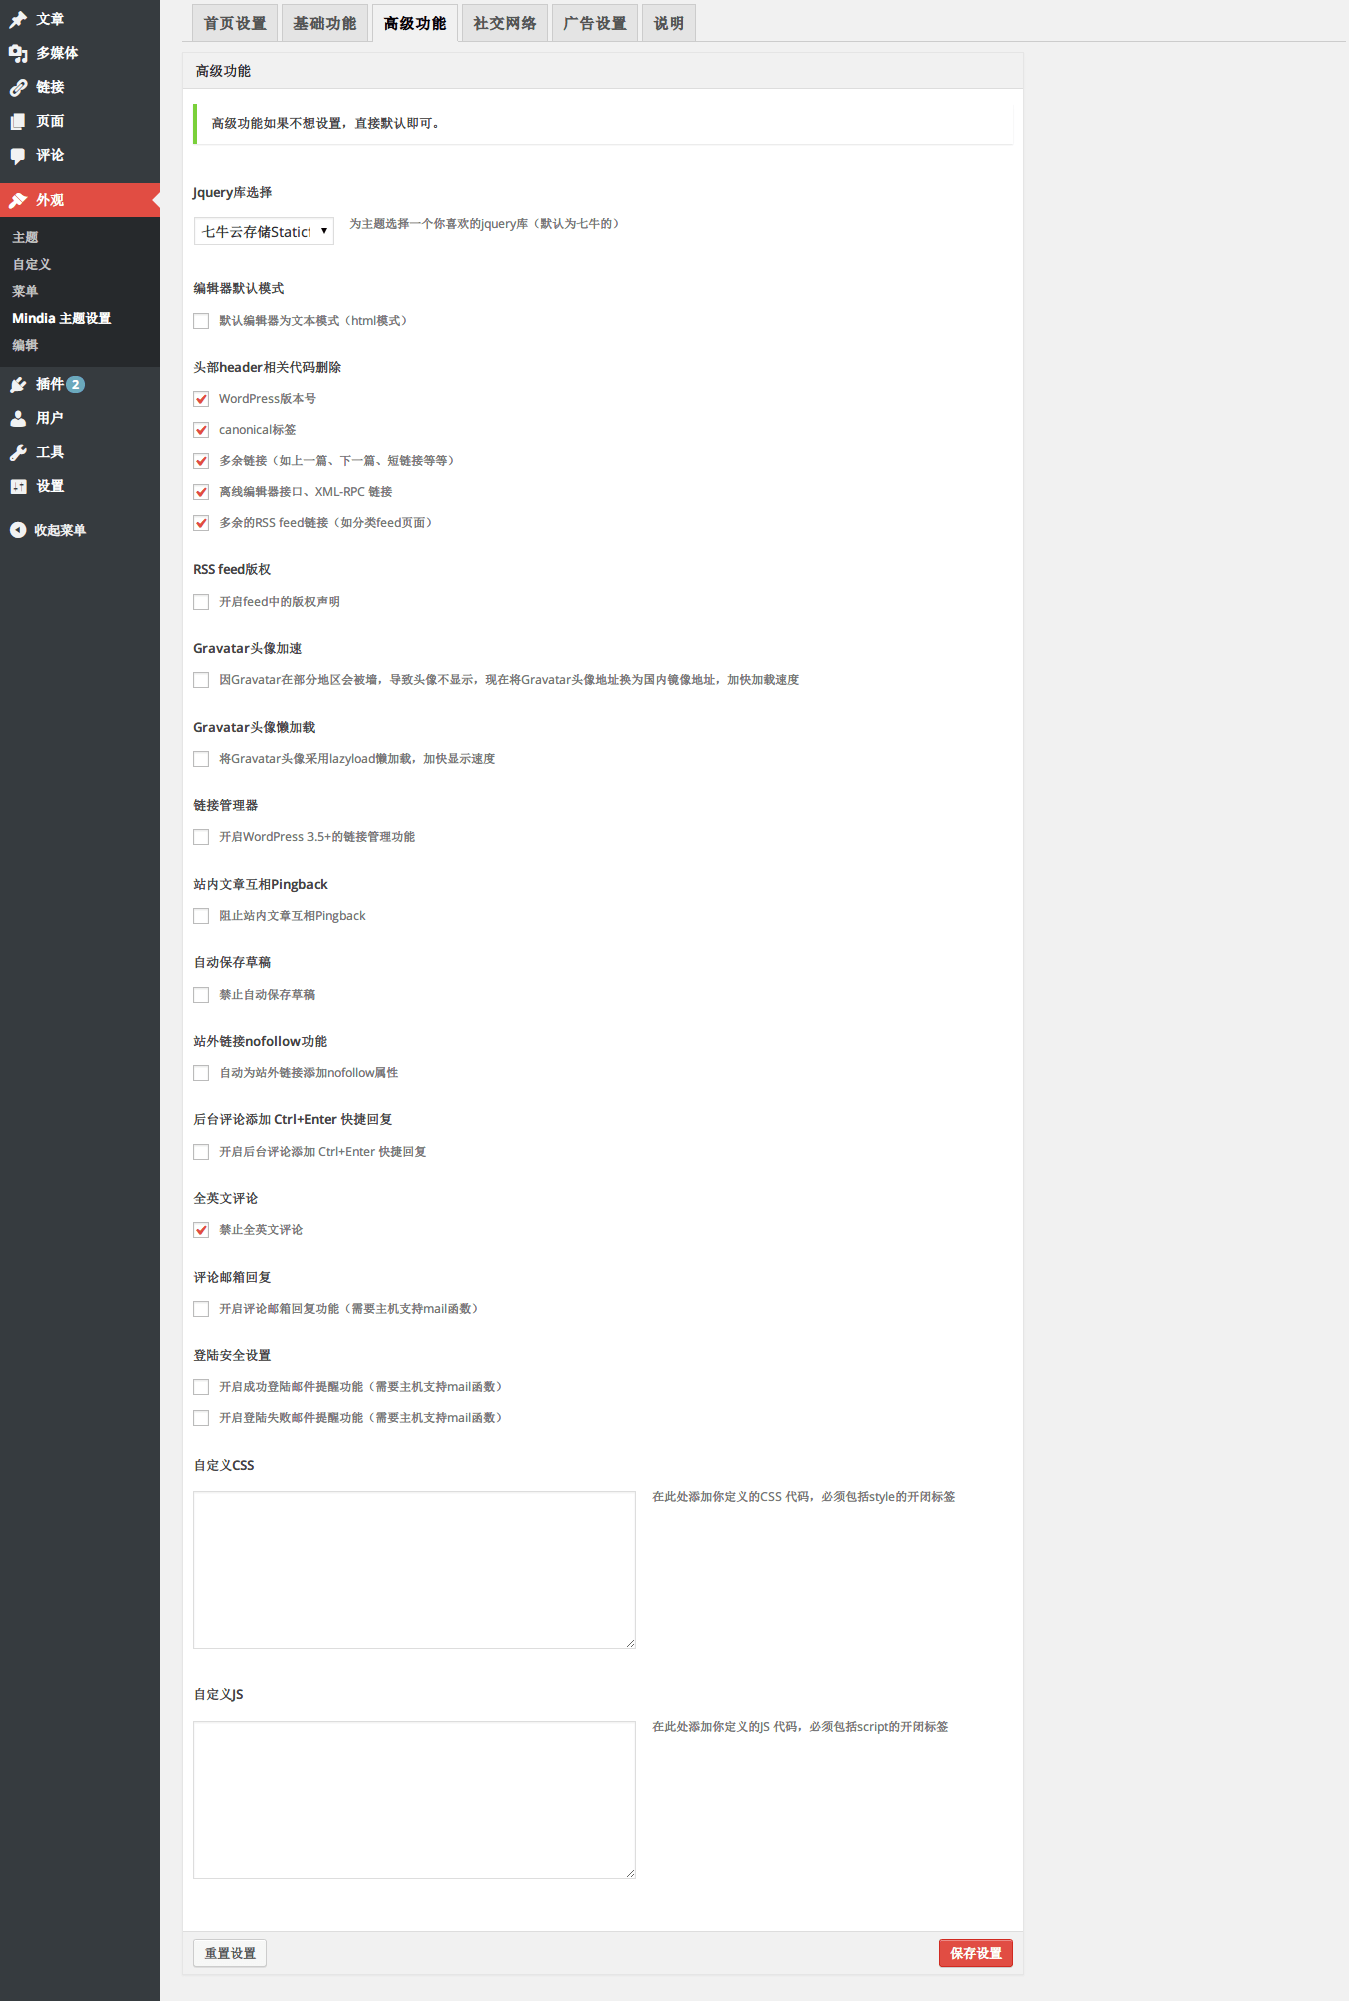 文章
多媒体
链接
页面
评论
外观
主题
自定义
菜单
Mindia 主题设置
编辑
插件 2
用户
工具
设置
收起菜单
首页设置 基础功能 高级功能 社交网络 广告设置 说明
高级功能
高级功能如果不想设置，直接默认即可。
Jquery库选择
七牛云存储Staticf 为主题选择一个你喜欢的jquery库（默认为七牛的）
编辑器默认模式
默认编辑器为文本模式（html模式）
头部header相关代码删除
WordPress版本号
canonical标签
多余链接（如上一篇、下一篇、短链接等等）
离线编辑器接口、XML-RPC 链接
多余的RSS feed链接（如分类feed页面）
RSS feed版权
开启feed中的版权声明
Gravatar头像加速
因Gravatar在部分地区会被墙，导致头像不显示，现在将Gravatar头像地址换为国内镜像地址，加快加载速度
Gravatar头像懒加载
将Gravatar头像采用lazyload懒加载，加快显示速度
链接管理器
开启WordPress 3.5+的链接管理功能
站内文章互相Pingback
阻止站内文章互相Pingback
自动保存草稿
禁止自动保存草稿
站外链接nofollow功能
自动为站外链接添加nofollow属性
后台评论添加 Ctrl+Enter 快捷回复
开启后台评论添加 Ctrl+Enter 快捷回复
全英文评论
禁止全英文评论
评论邮箱回复
开启评论邮箱回复功能（需要主机支持mail函数）
登陆安全设置
开启成功登陆邮件提醒功能（需要主机支持mail函数）
开启登陆失败邮件提醒功能（需要主机支持mail函数）
自定义CSS
在此处添加你定义的CSS 代码，必须包括style的开闭标签
自定义JS
在此处添加你定义的JS 代码，必须包括script的开闭标签
重置设置 保存设置